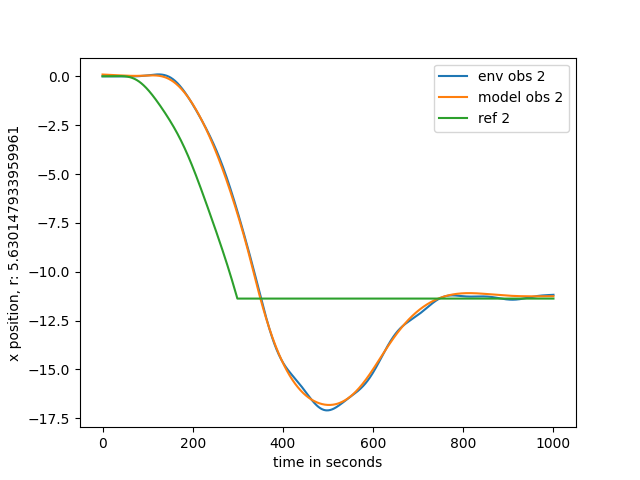 env obs 2
model obs 2
ref 2
0.0
−2.5
−5.0
−7.5
−10.0
−12.5
−15.0
−17.5
x position, r: 5.630147933959961
0
200
400
600
800
1000
time in seconds